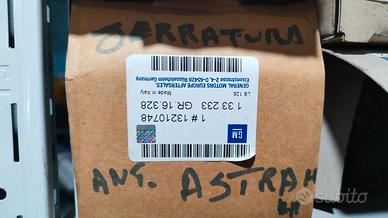 SERRATURA
GENERAL MOTORS EUROPE AFTERSALES.
Eisenstrasse 2-4, D-65428 Rüsselsheim Germany
Made in Italy
LB 126
1 33 233 GR:16.328
1 # 13210748
GM
ANT. ASTRA H
subito